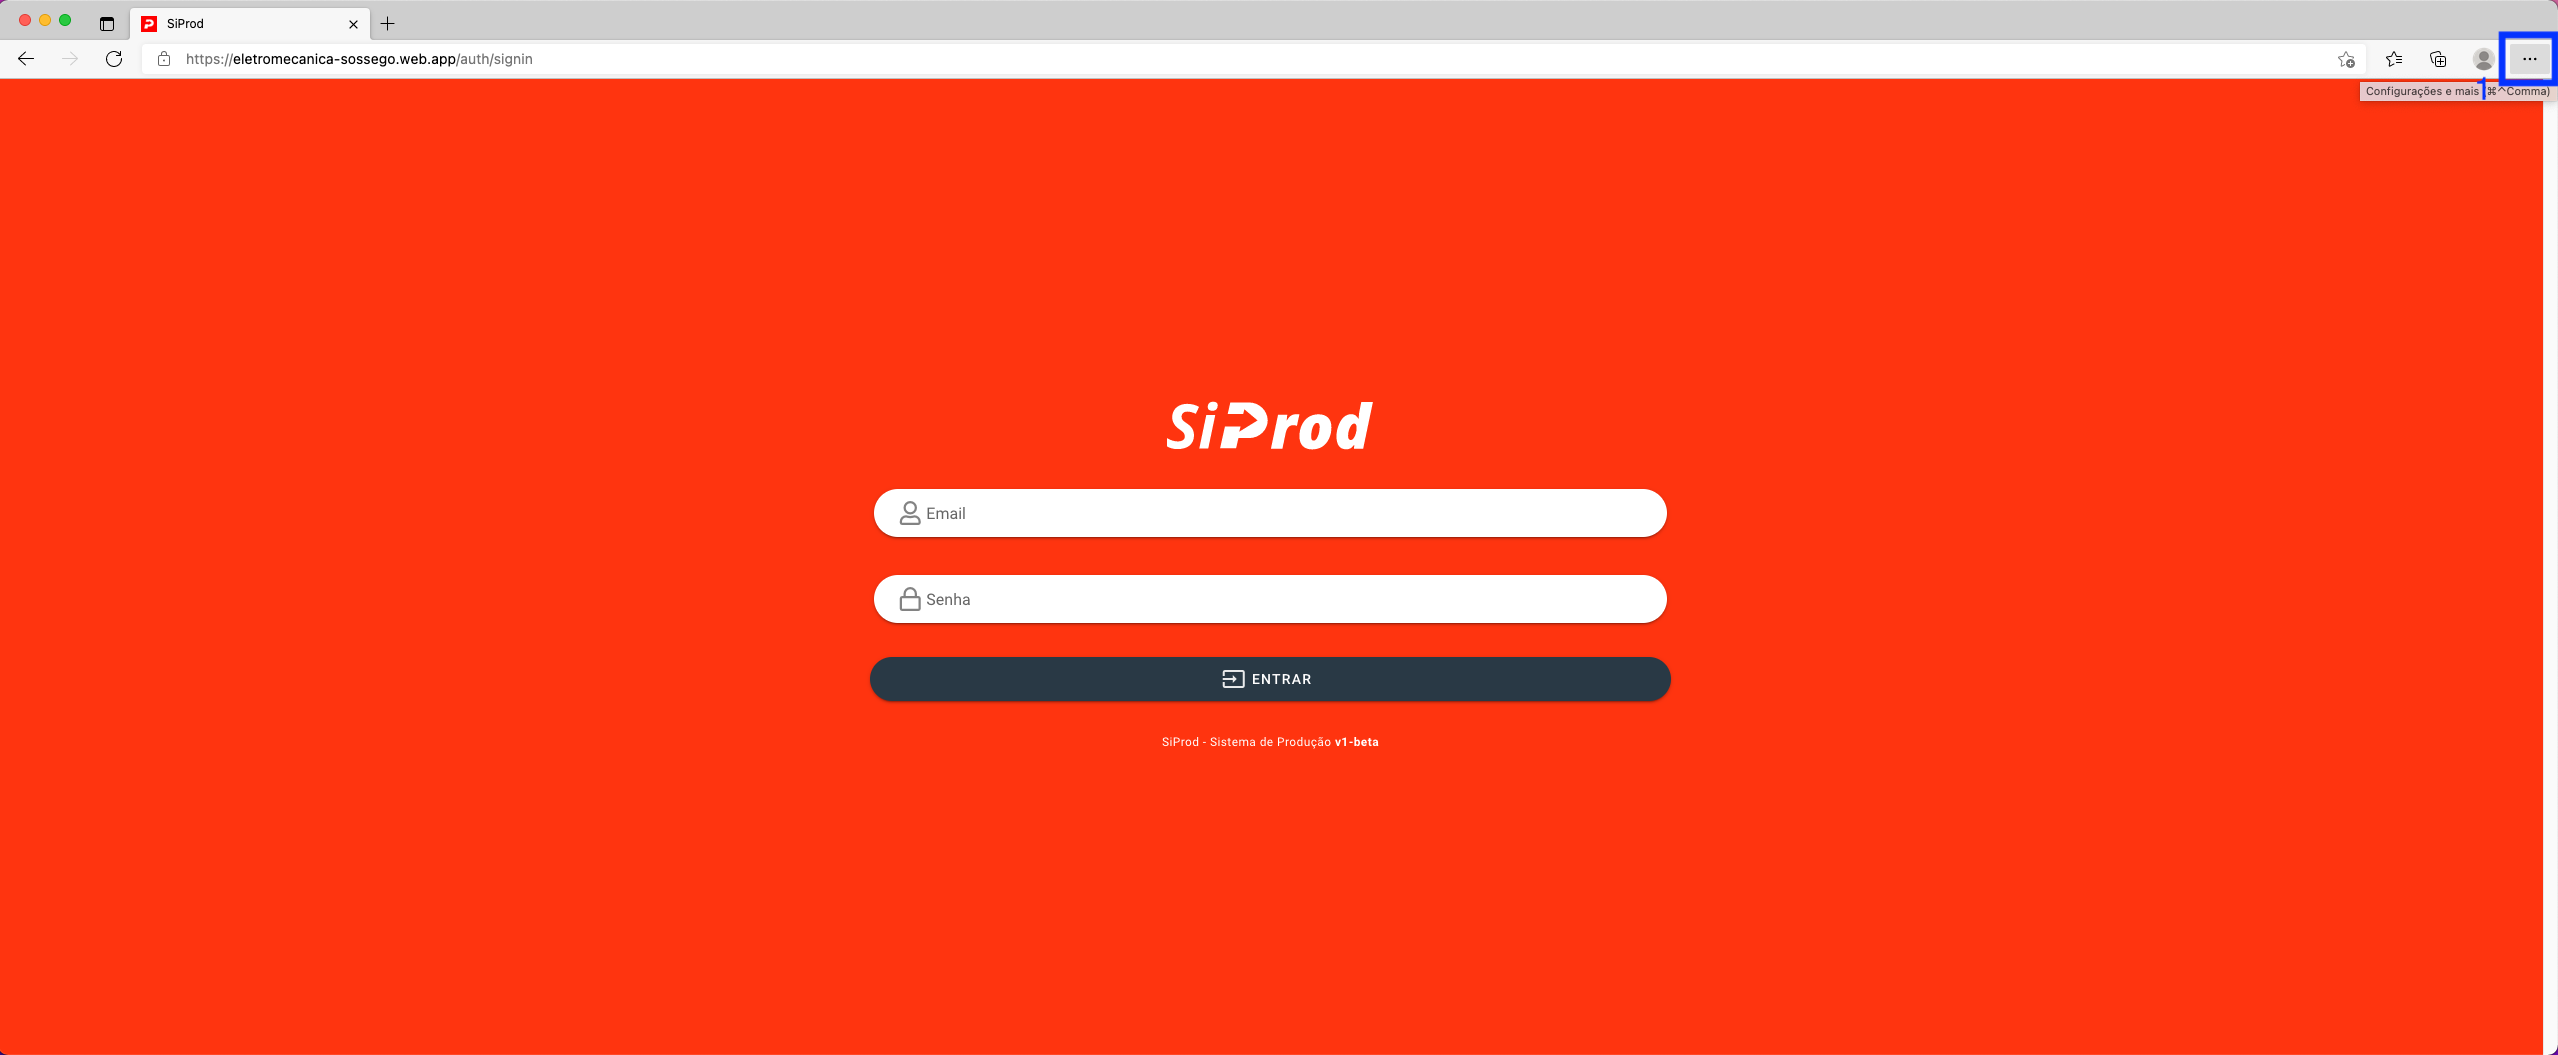 SiProd
https://eletromecanica-sossego.web.app/auth/signin
1
Configurações e mais ⌘^Comma)
SiProd
Email
Senha
ENTRAR
SiProd - Sistema de Produção v1-beta